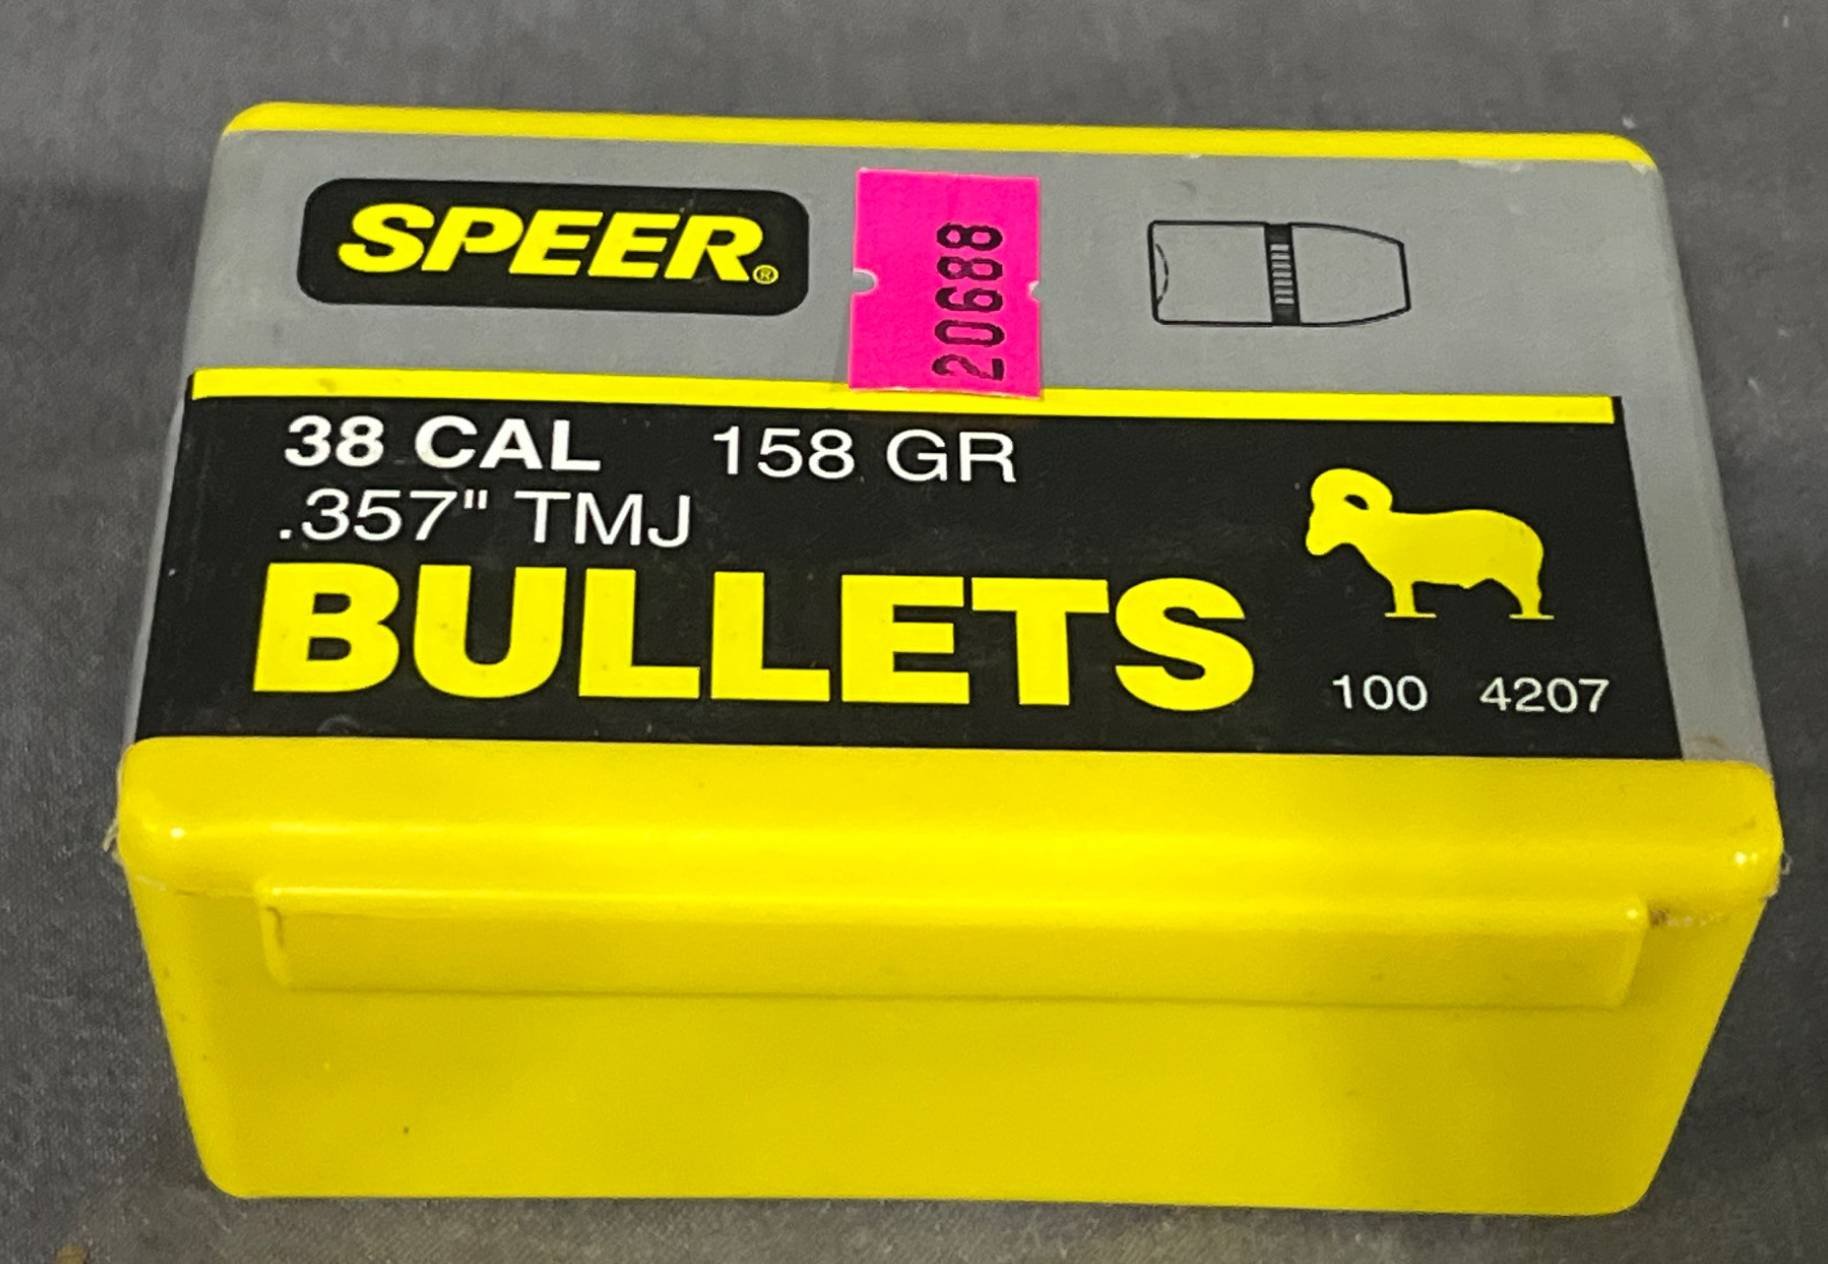 SPEER®
20688
38 CAL 158 GR
.357" TMJ
BULLETS
100 4207